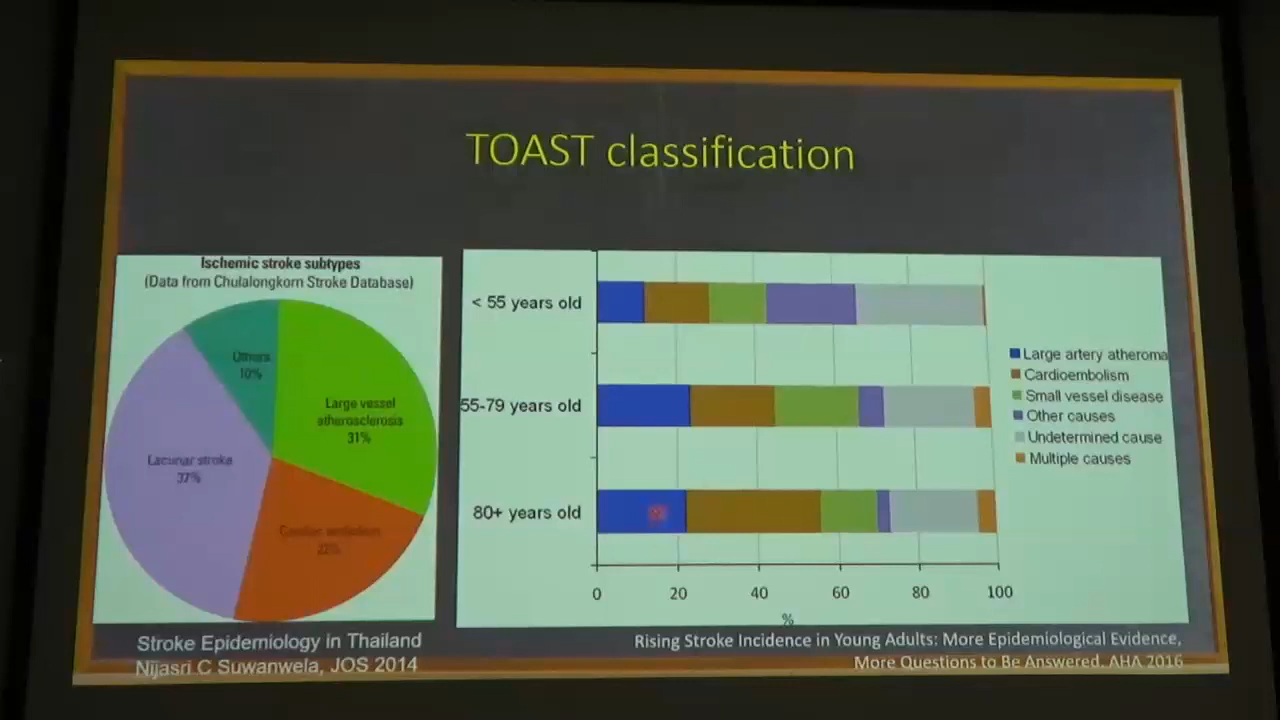 TOAST classification
Ischemic stroke subtypes
(Data from Chulalongkorn Stroke Database)
Others
10%
Large vessel
atherosclerosis
31%
Lacunar stroke
37%
Cardiac embolism
22%
Stroke Epidemiology in Thailand
Nijasri C Suwanwela, JOS 2014
< 55 years old
55-79 years old
80+ years old
0 20 40 60 80 100
%
Large artery atheroma
Cardioembolism
Small vessel disease
Other causes
Undetermined cause
Multiple causes
Rising Stroke Incidence in Young Adults: More Epidemiological Evidence,
More Questions to Be Answered. AHA 2016